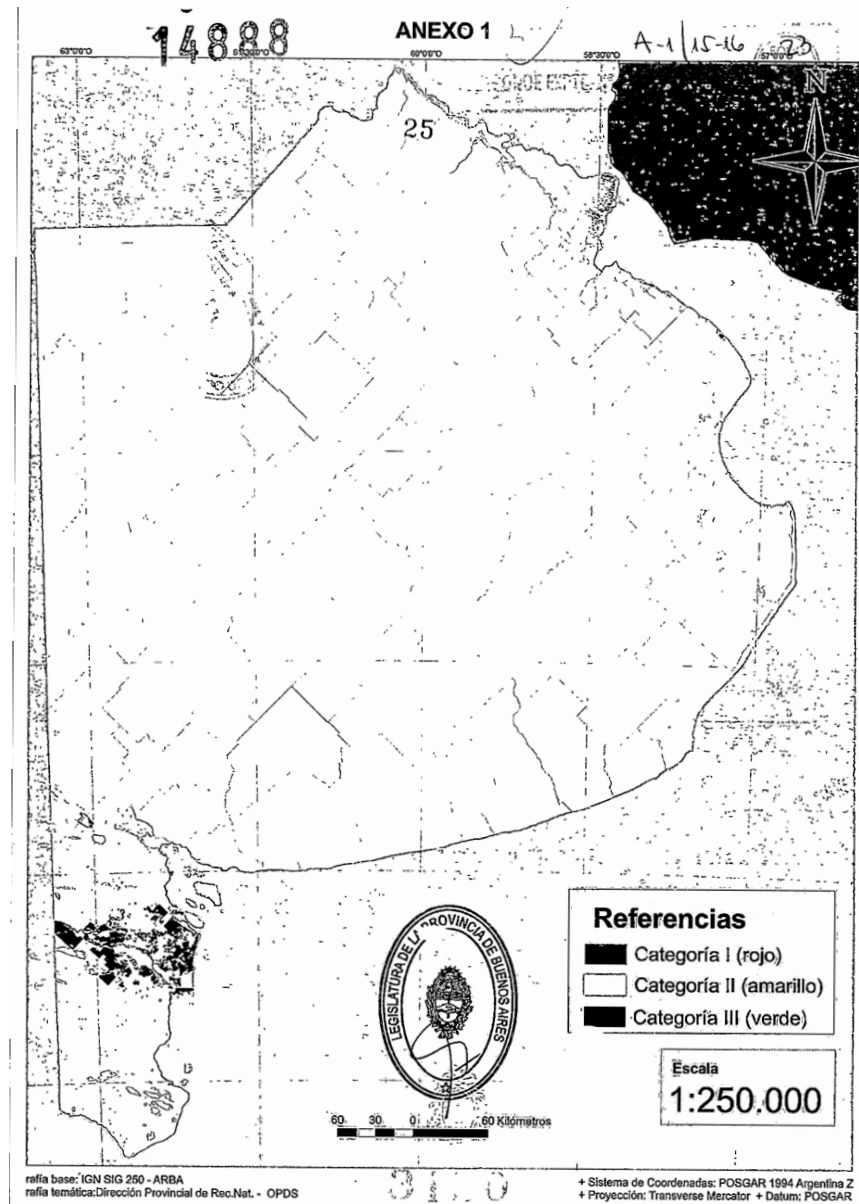 14888
ANEXO 1
A-1/15-16 23
63°0'0"O
60°0'0"O
58°30'0"O
57°0'0"O
N
25
LEGISLATURA DE LA PROVINCIA DE BUENOS AIRES
Referencias
Categoría I (rojo)
Categoría II (amarillo)
Categoría III (verde)
Escala
1:250.000
60 30 0 60 Kilómetros
rafía base: IGN SIG 250 - ARBA
rafía temática:Dirección Provincial de Rec.Nat. - OPDS
+ Sistema de Coordenadas: POSGAR 1994 Argentina Z
+ Proyección: Transverse Mercator + Datum: POSGAR